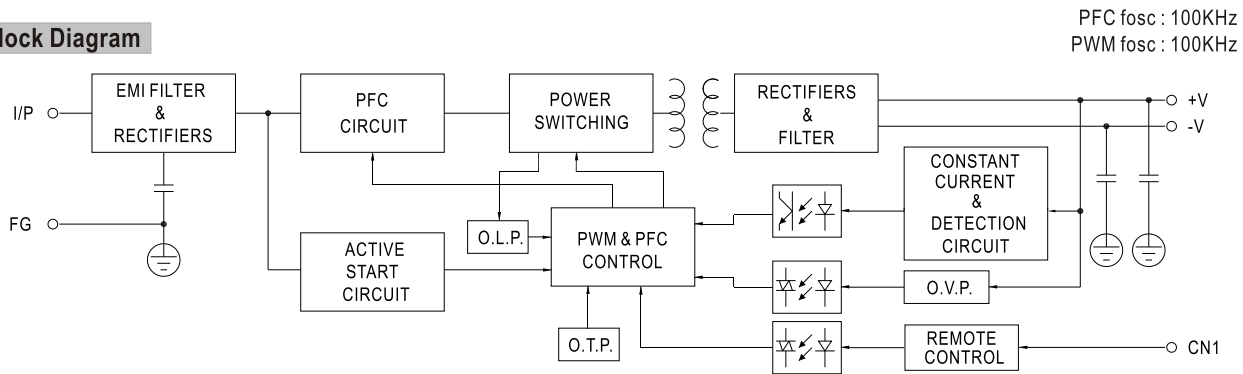 PFC fosc : 100KHz
PWM fosc : 100KHz
lock Diagram
I/P
EMI FILTER
&
RECTIFIERS
PFC
CIRCUIT
POWER
SWITCHING
RECTIFIERS
&
FILTER
+V
-V
CONSTANT
CURRENT
&
DETECTION
CIRCUIT
FG
O.L.P.
PWM & PFC
CONTROL
ACTIVE
START
CIRCUIT
O.V.P.
O.T.P.
REMOTE
CONTROL
CN1